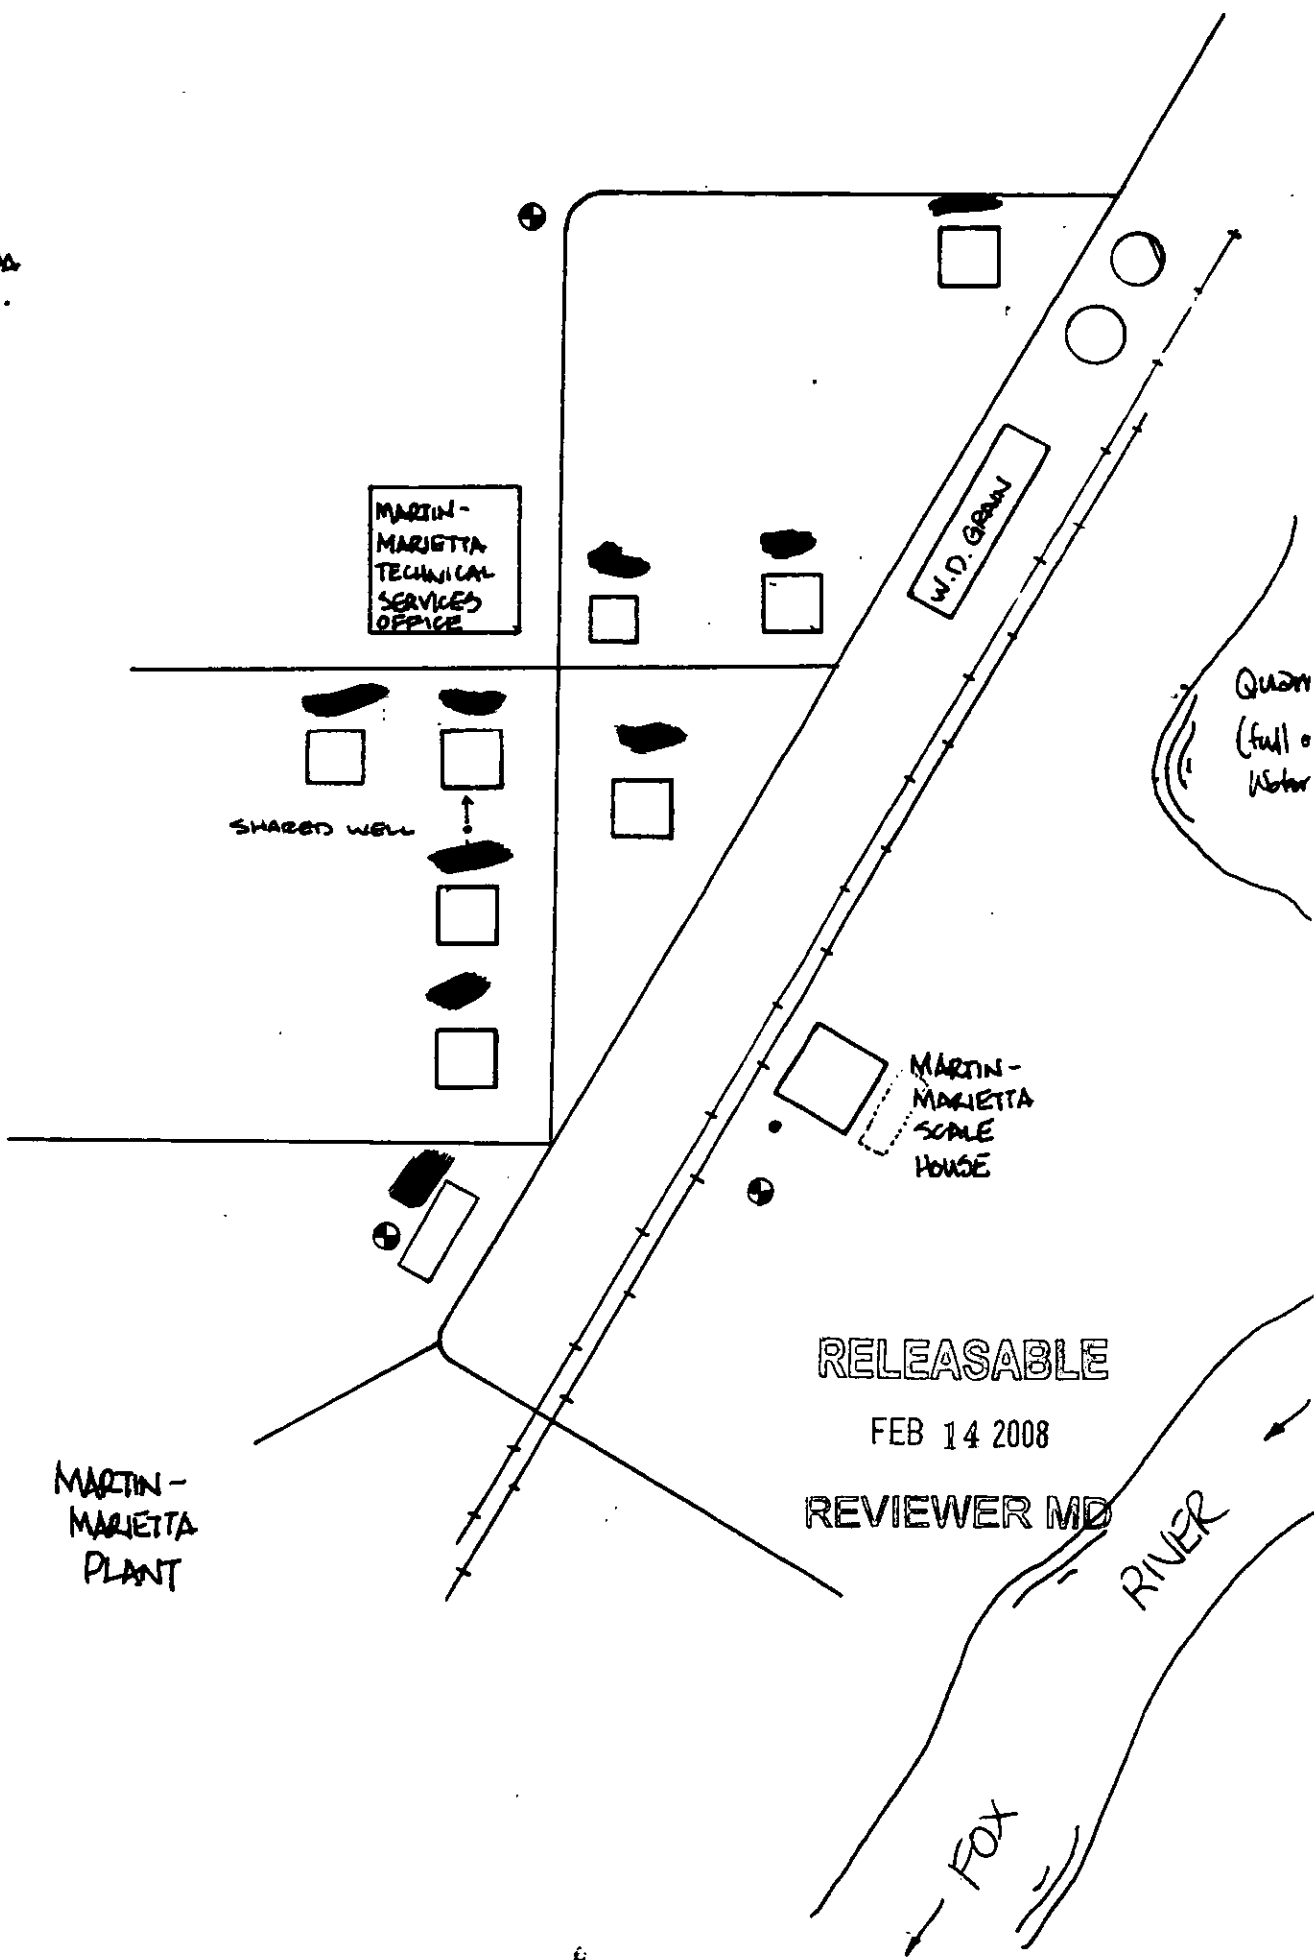 MARTIN-
MARIETTA
TECHNICAL
SERVICES
OFFICE
W.D. GRAIN
(full o
SHARED WELL
MARTIN-
MARIETTA
SCALE
HOUSE
RELEASABLE
FEB 14 2008
REVIEWER MD
MARTIN-
MARIETTA
PLANT
RIVER
FOX